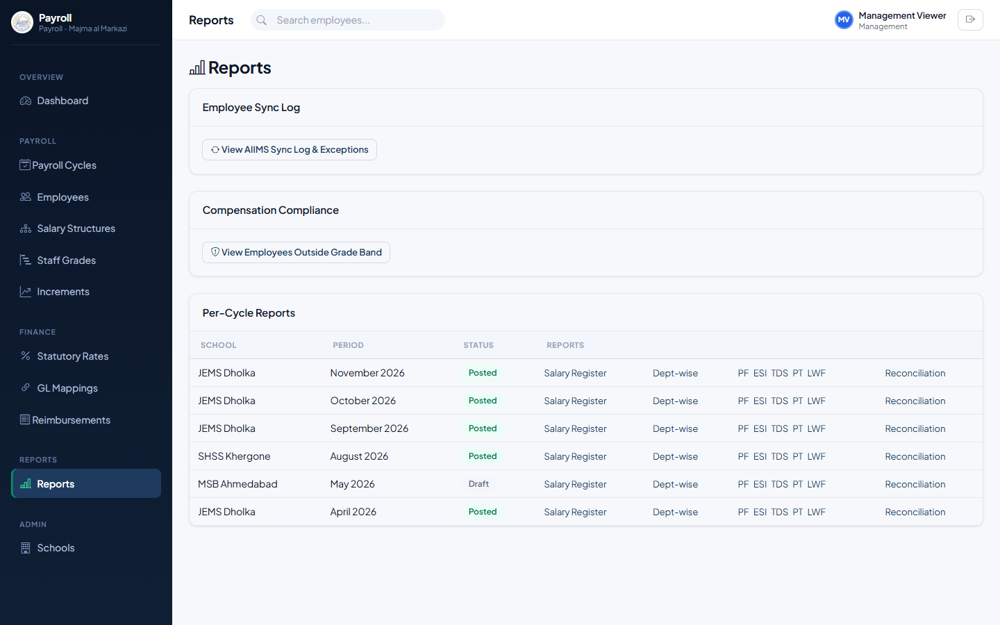 Payroll
Payroll - Majma al Markazi
OVERVIEW
Dashboard
PAYROLL
Payroll Cycles
Employees
Salary Structures
Staff Grades
Increments
FINANCE
Statutory Rates
GL Mappings
Reimbursements
REPORTS
Reports
ADMIN
Schools
Reports
Search employees...
MV
Management Viewer
Management
Reports
Employee Sync Log
View AIIMS Sync Log & Exceptions
Compensation Compliance
View Employees Outside Grade Band
Per-Cycle Reports
SCHOOL PERIOD STATUS REPORTS
JEMS Dholka November 2026 Posted Salary Register Dept-wise PF ESI TDS PT LWF Reconciliation
JEMS Dholka October 2026 Posted Salary Register Dept-wise PF ESI TDS PT LWF Reconciliation
JEMS Dholka September 2026 Posted Salary Register Dept-wise PF ESI TDS PT LWF Reconciliation
SHSS Khergone August 2026 Posted Salary Register Dept-wise PF ESI TDS PT LWF Reconciliation
MSB Ahmedabad May 2026 Draft Salary Register Dept-wise PF ESI TDS PT LWF Reconciliation
JEMS Dholka April 2026 Posted Salary Register Dept-wise PF ESI TDS PT LWF Reconciliation